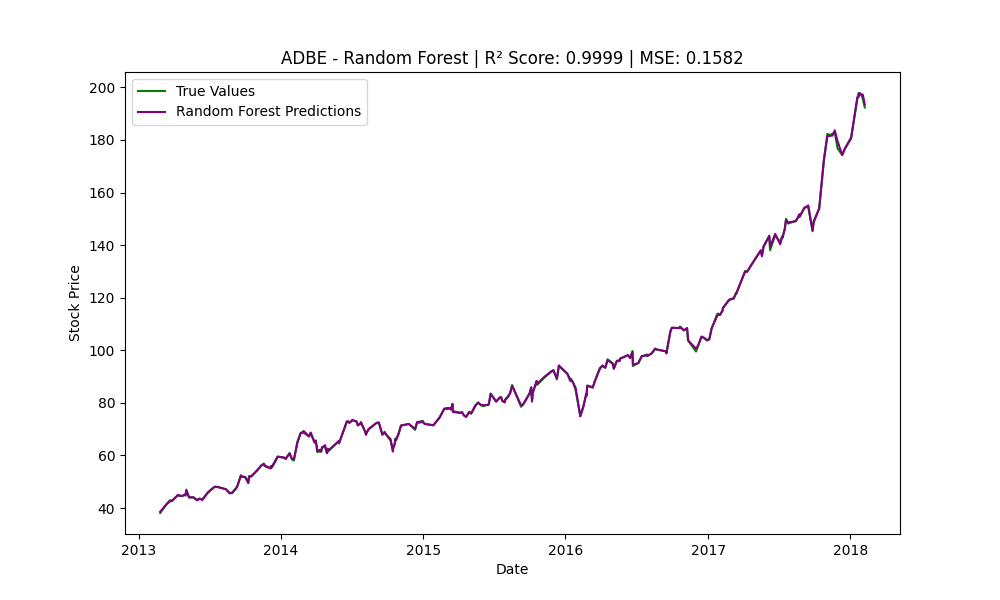 ADBE - Random Forest | R² Score: 0.9999 | MSE: 0.1582
True Values
Random Forest Predictions
200
180
160
140
120
100
80
60
40
Stock Price
2013 2014 2015 2016 2017 2018
Date